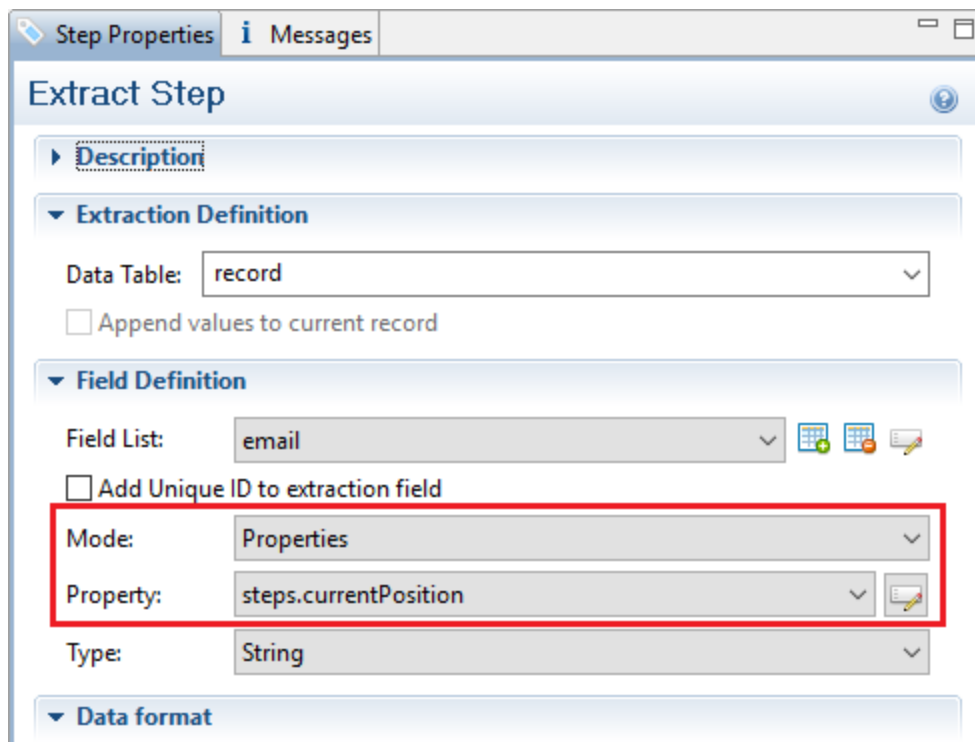 Step Properties i Messages
Extract Step
Description
Extraction Definition
Data Table: record
Append values to current record
Field Definition
Field List: email
Add Unique ID to extraction field
Mode: Properties
Property: steps.currentPosition
Type: String
Data format